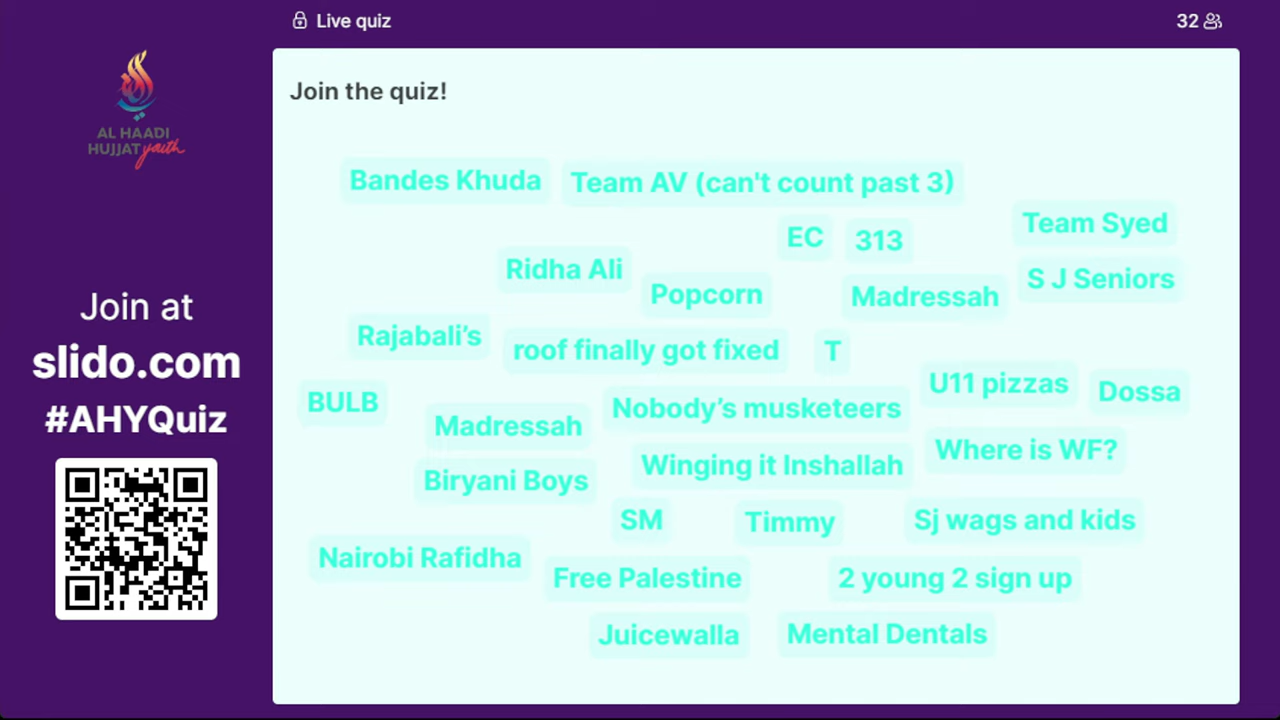 Live quiz
32
AL HAADI
HUJJAT youth
Join at
slido.com
#AHYQuiz
Join the quiz!
Bandes Khuda
Team AV (can't count past 3)
Team Syed
EC
313
Ridha Ali
S J Seniors
Popcorn
Madressah
Rajabali’s
roof finally got fixed
T
U11 pizzas
Dossa
BULB
Nobody’s musketeers
Madressah
Where is WF?
Winging it Inshallah
Biryani Boys
SM
Timmy
Sj wags and kids
Nairobi Rafidha
Free Palestine
2 young 2 sign up
Juicewalla
Mental Dentals